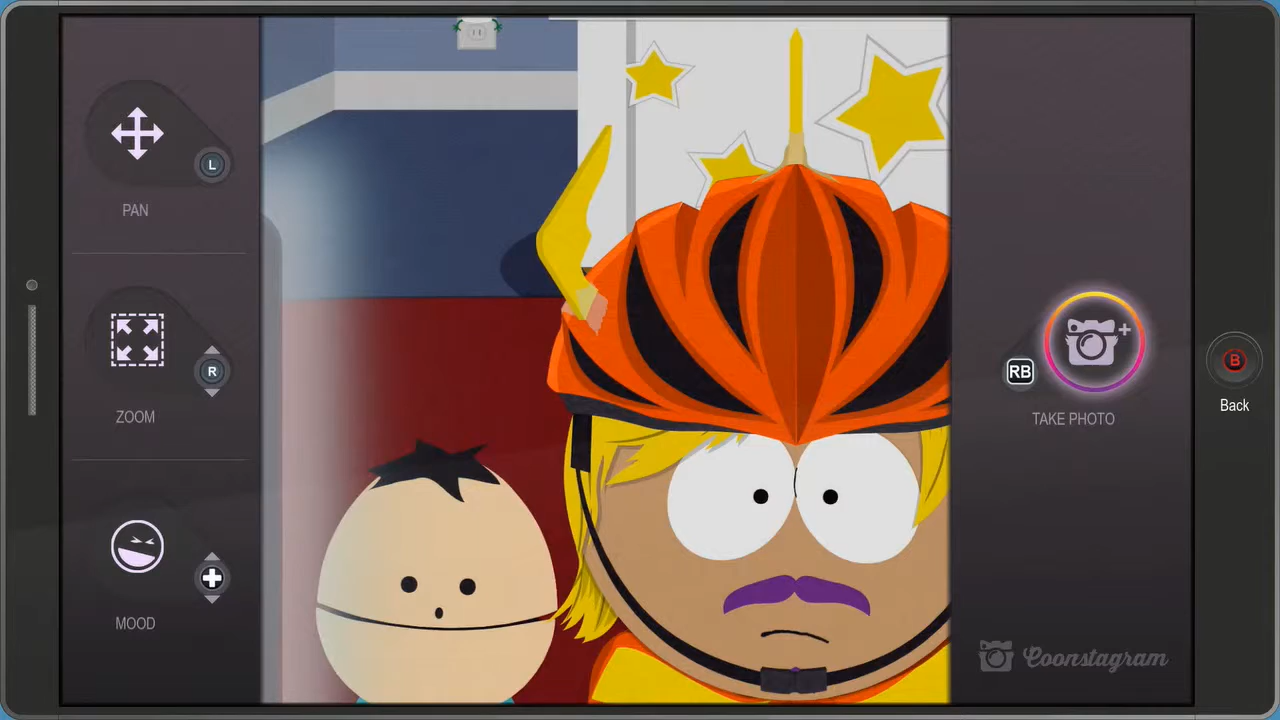 L
PAN
R
ZOOM
MOOD
RB
TAKE PHOTO
B
Back
Coonstagram